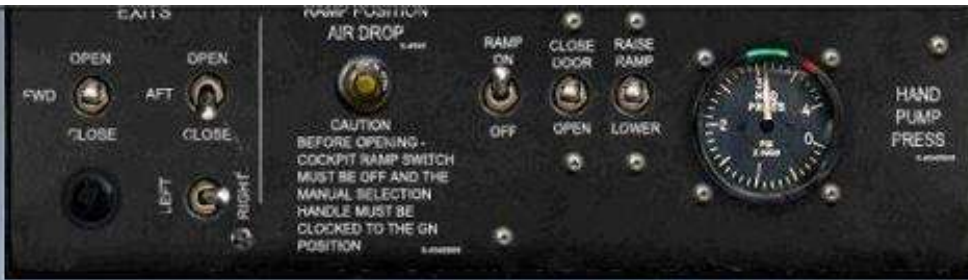 EXITS
OPEN
FWD
CLOSE
OPEN
AFT
CLOSE
LEFT
RIGHT
RAMP POSITION
AIR DROP
CAUTION
BEFORE OPENING -
COCKPIT RAMP SWITCH
MUST BE OFF AND THE
MANUAL SELECTION
HANDLE MUST BE
CLOCKED TO THE GN
POSITION
RAMP
ON
OFF
CLOSE
DOOR
OPEN
RAISE
RAMP
LOWER
2
4
0
HAND
PUMP
PRESS